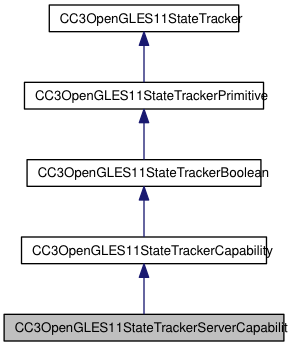 CC3OpenGLES11StateTracker
CC3OpenGLES11StateTrackerPrimitive
CC3OpenGLES11StateTrackerBoolean
CC3OpenGLES11StateTrackerCapability
CC3OpenGLES11StateTrackerServerCapabilit